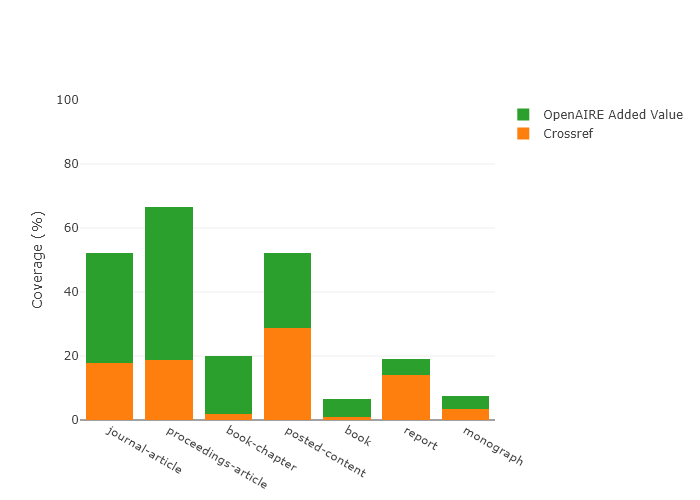 100
80
60
40
20
0
Coverage (%)
OpenAIRE Added Value
Crossref
journal-article
proceedings-article
book-chapter
posted-content
book
report
monograph